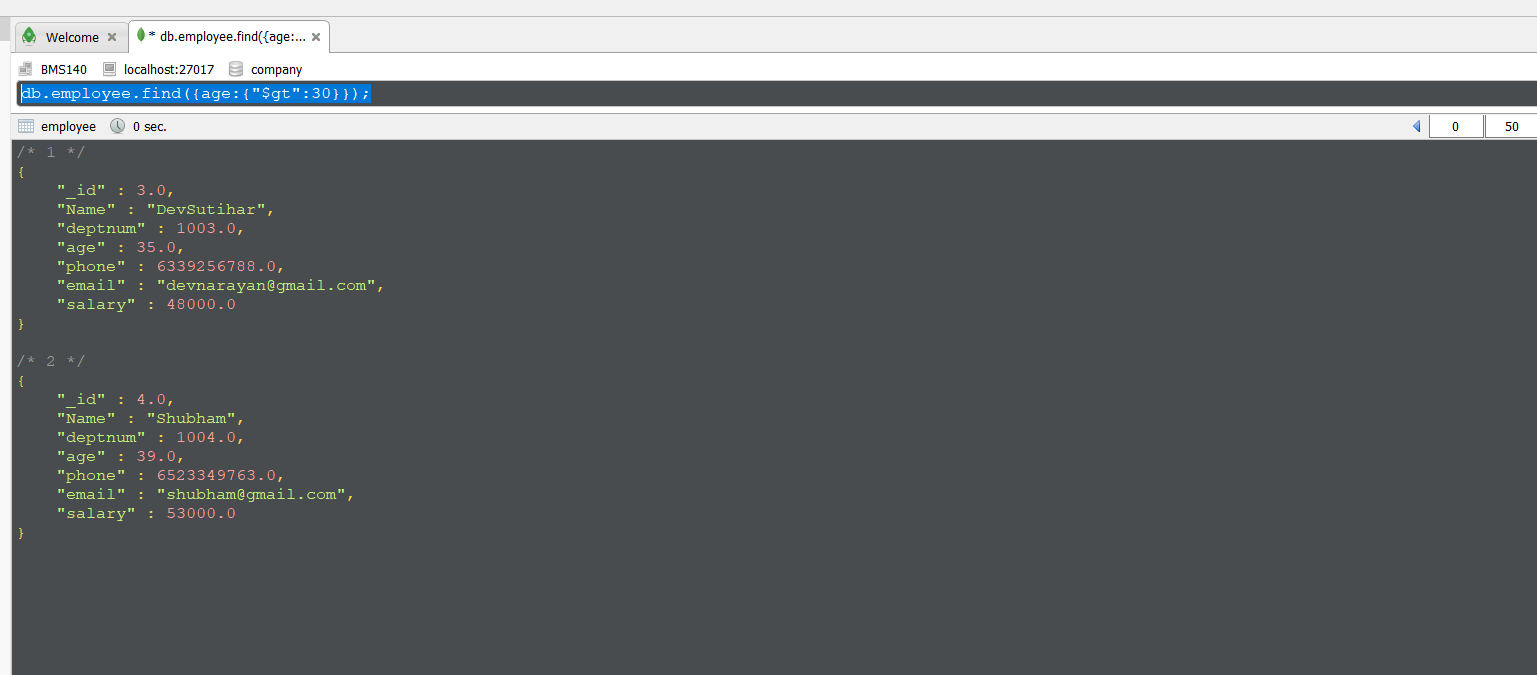 Welcome
* db.employee.find({age:...
BMS140 localhost:27017 company
db.employee.find({age:{"$gt":30}});
employee 0 sec. 0 50
/* 1 */
{
"_id" : 3.0,
"Name" : "DevSutihar",
"deptnum" : 1003.0,
"age" : 35.0,
"phone" : 6339256788.0,
"email" : "devnarayan@gmail.com",
"salary" : 48000.0
}
/* 2 */
{
"_id" : 4.0,
"Name" : "Shubham",
"deptnum" : 1004.0,
"age" : 39.0,
"phone" : 6523349763.0,
"email" : "shubham@gmail.com",
"salary" : 53000.0
}